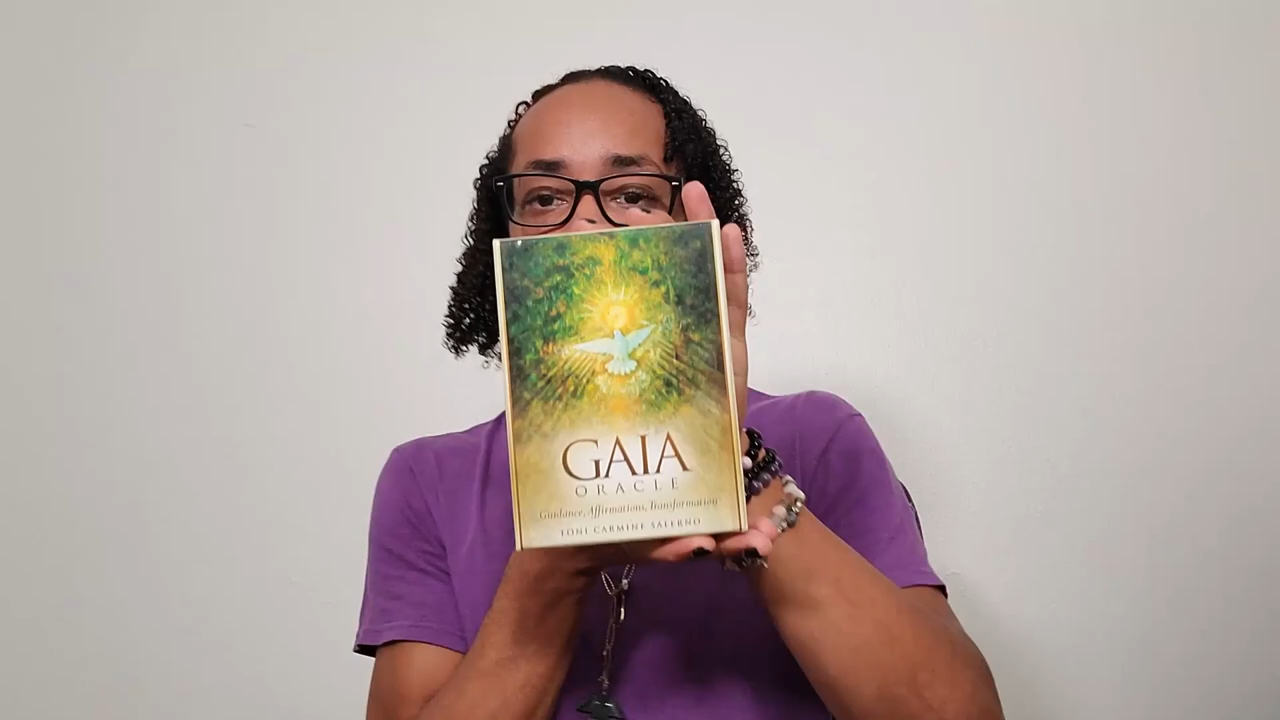 GAIA
ORACLE
Guidance, Affirmations, Transformation
TONI CARMINE SALERNO